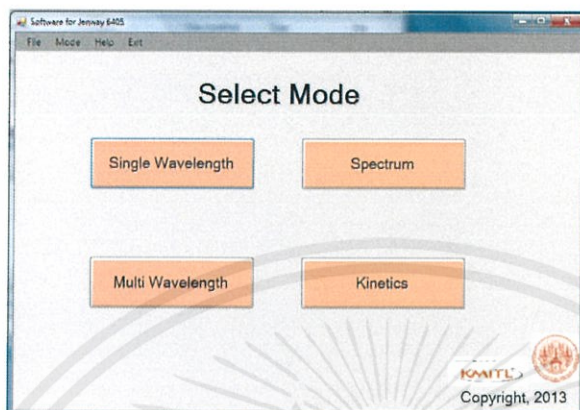 Software for Jenway 6405
File Mode Help Exit
Select Mode
Single Wavelength Spectrum
Multi Wavelength Kinetics
KMITL
Copyright, 2013